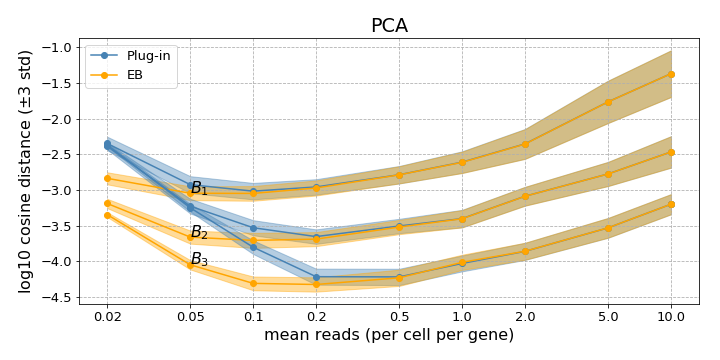 PCA
log10 cosine distance (±3 std)
−1.0
−1.5
−2.0
−2.5
−3.0
−3.5
−4.0
−4.5
Plug-in
EB
B₁
B₂
B₃
0.02 0.05 0.1 0.2 0.5 1.0 2.0 5.0 10.0
mean reads (per cell per gene)